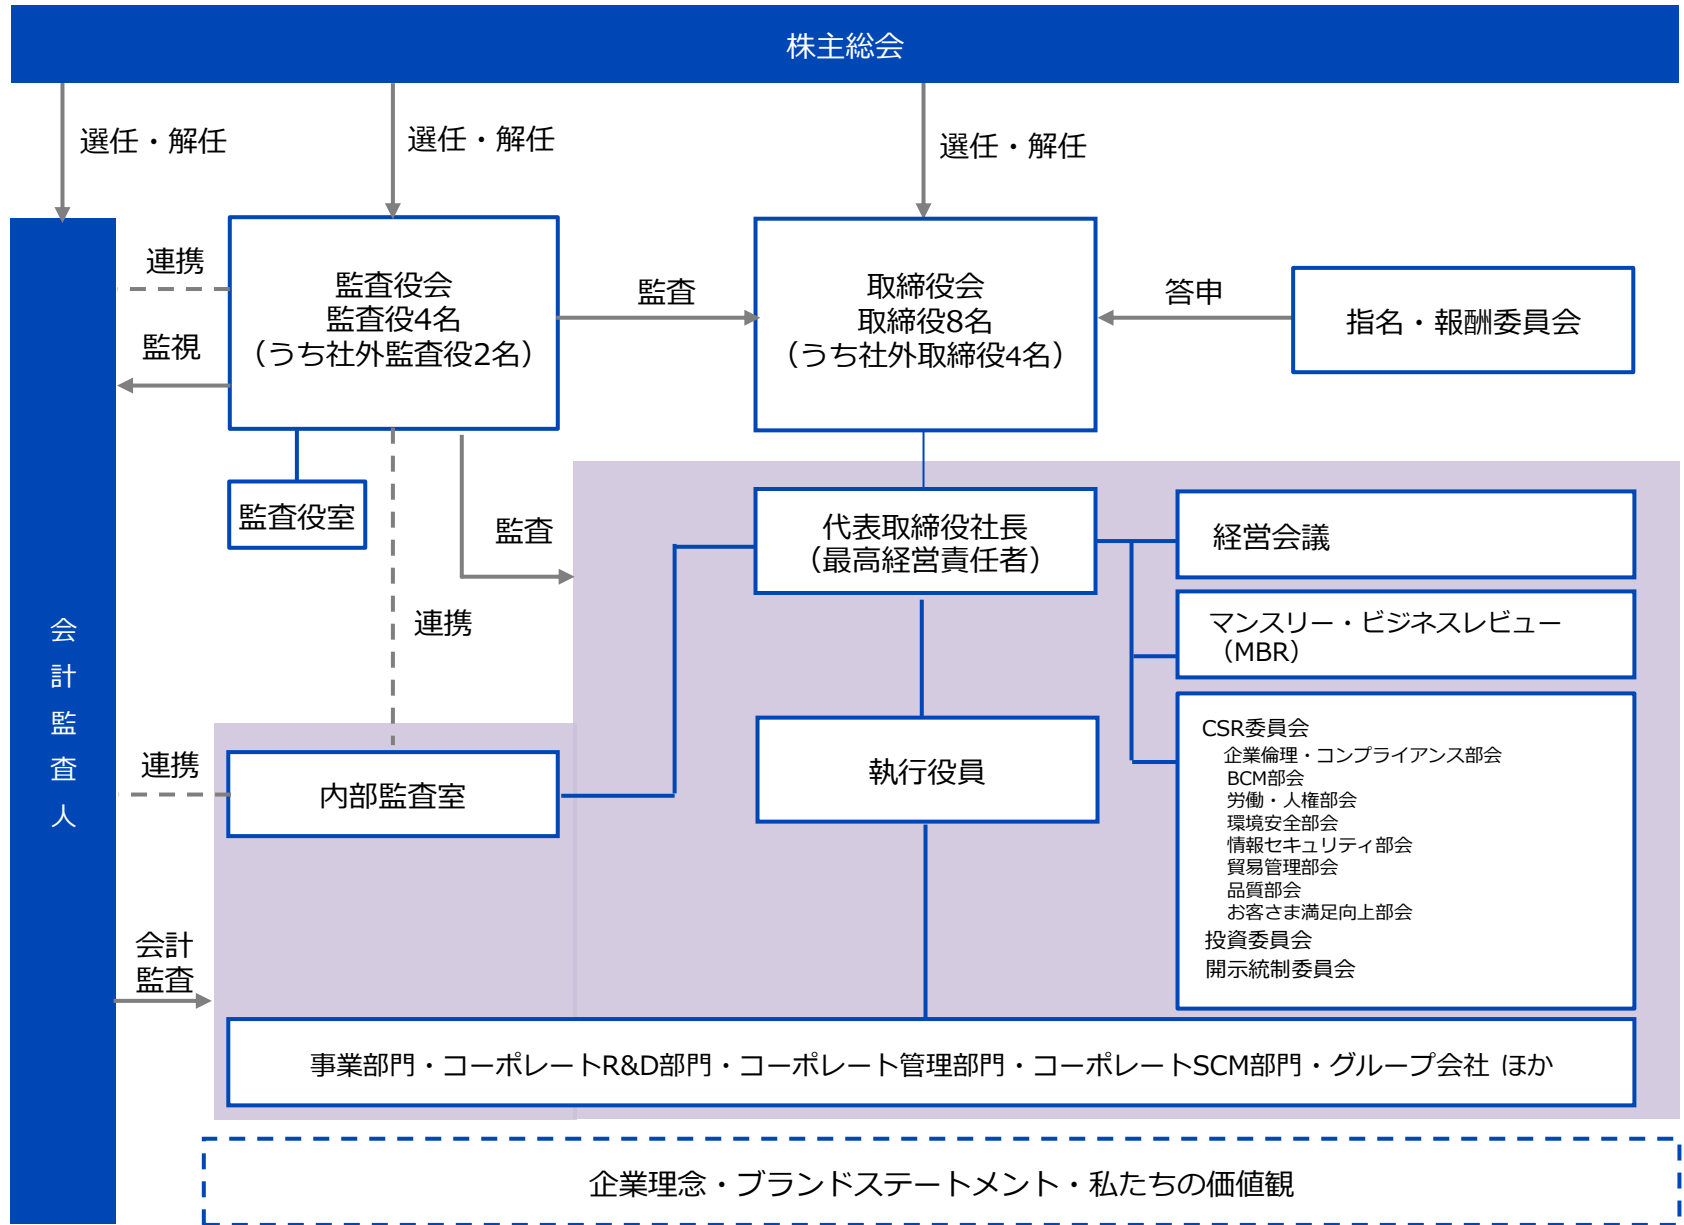 株主総会
選任・解任
選任・解任
選任・解任
連携
監視
監査役会
監査役4名
（うち社外監査役2名）
監査
取締役会
取締役8名
（うち社外取締役4名）
答申
指名・報酬委員会
監査役室
監査
連携
代表取締役社長
（最高経営責任者）
経営会議
マンスリー・ビジネスレビュー
（MBR）
会計監査人
連携
内部監査室
執行役員
CSR委員会
企業倫理・コンプライアンス部会
BCM部会
労働・人権部会
環境安全部会
情報セキュリティ部会
貿易管理部会
品質部会
お客さま満足向上部会
投資委員会
開示統制委員会
会計
監査
事業部門・コーポレートR&D部門・コーポレート管理部門・コーポレートSCM部門・グループ会社 ほか
企業理念・ブランドステートメント・私たちの価値観